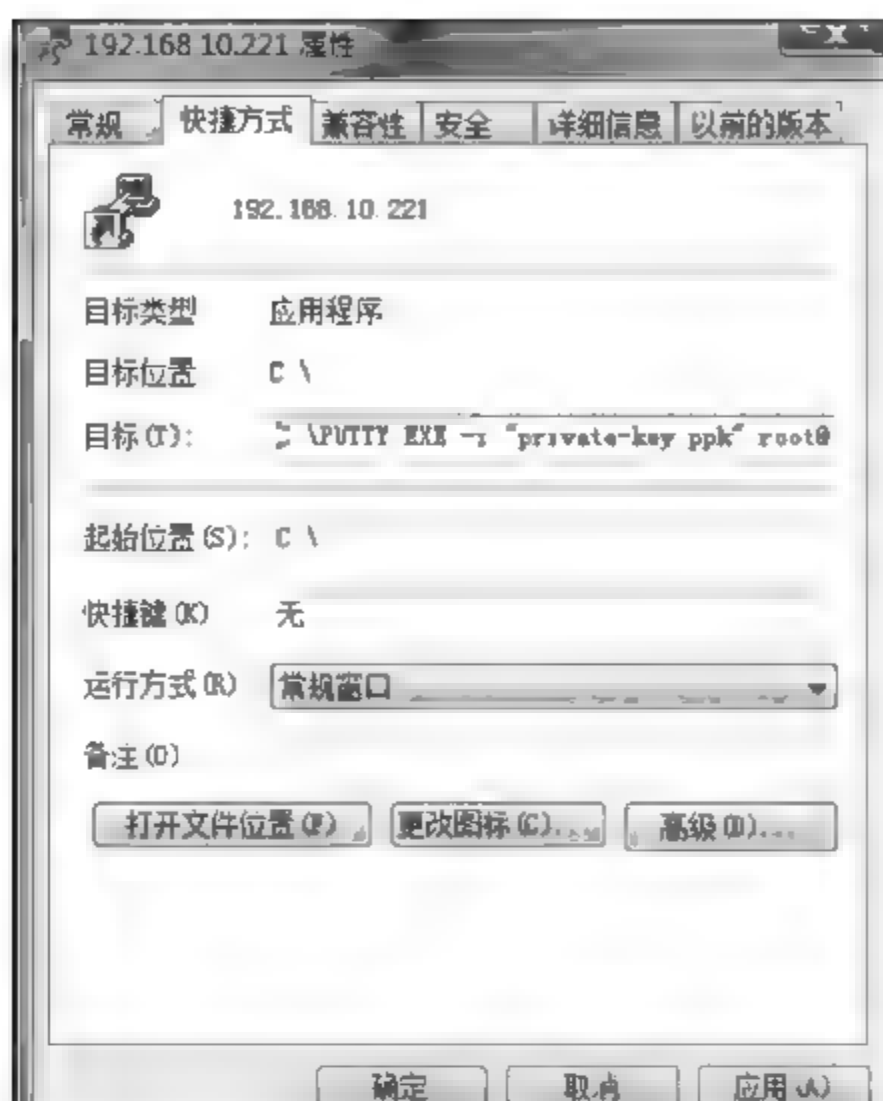 192.168 10.221 属性
常规 快捷方式 兼容性 安全 详细信息 以前的版本
192.168.10.221
目标类型 应用程序
目标位置 C \
目标(T): C \PUTTY EXE -i "private-key ppk" root@
起始位置(S): C \
快捷键(K) 无
运行方式(R) 常规窗口
备注(O)
打开文件位置(F) 更改图标(C)... 高级(D)...
确定 取消 应用(A)